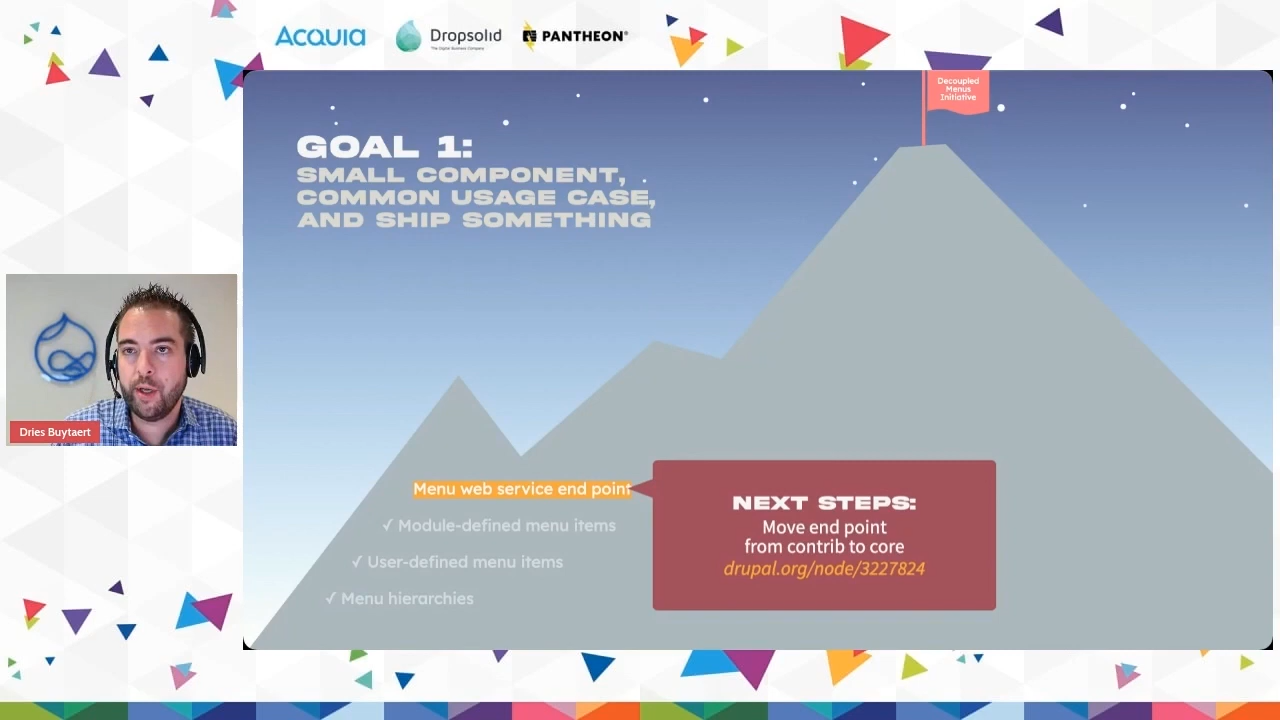 ACQUIA
Dropsolid
The Digital Business Company
PANTHEON®
Decoupled
Menus
Initiative
GOAL 1:
SMALL COMPONENT,
COMMON USAGE CASE,
AND SHIP SOMETHING
Dries Buytaert
Menu web service end point
✓ Module-defined menu items
✓ User-defined menu items
✓ Menu hierarchies
NEXT STEPS:
Move end point
from contrib to core
drupal.org/node/3227824